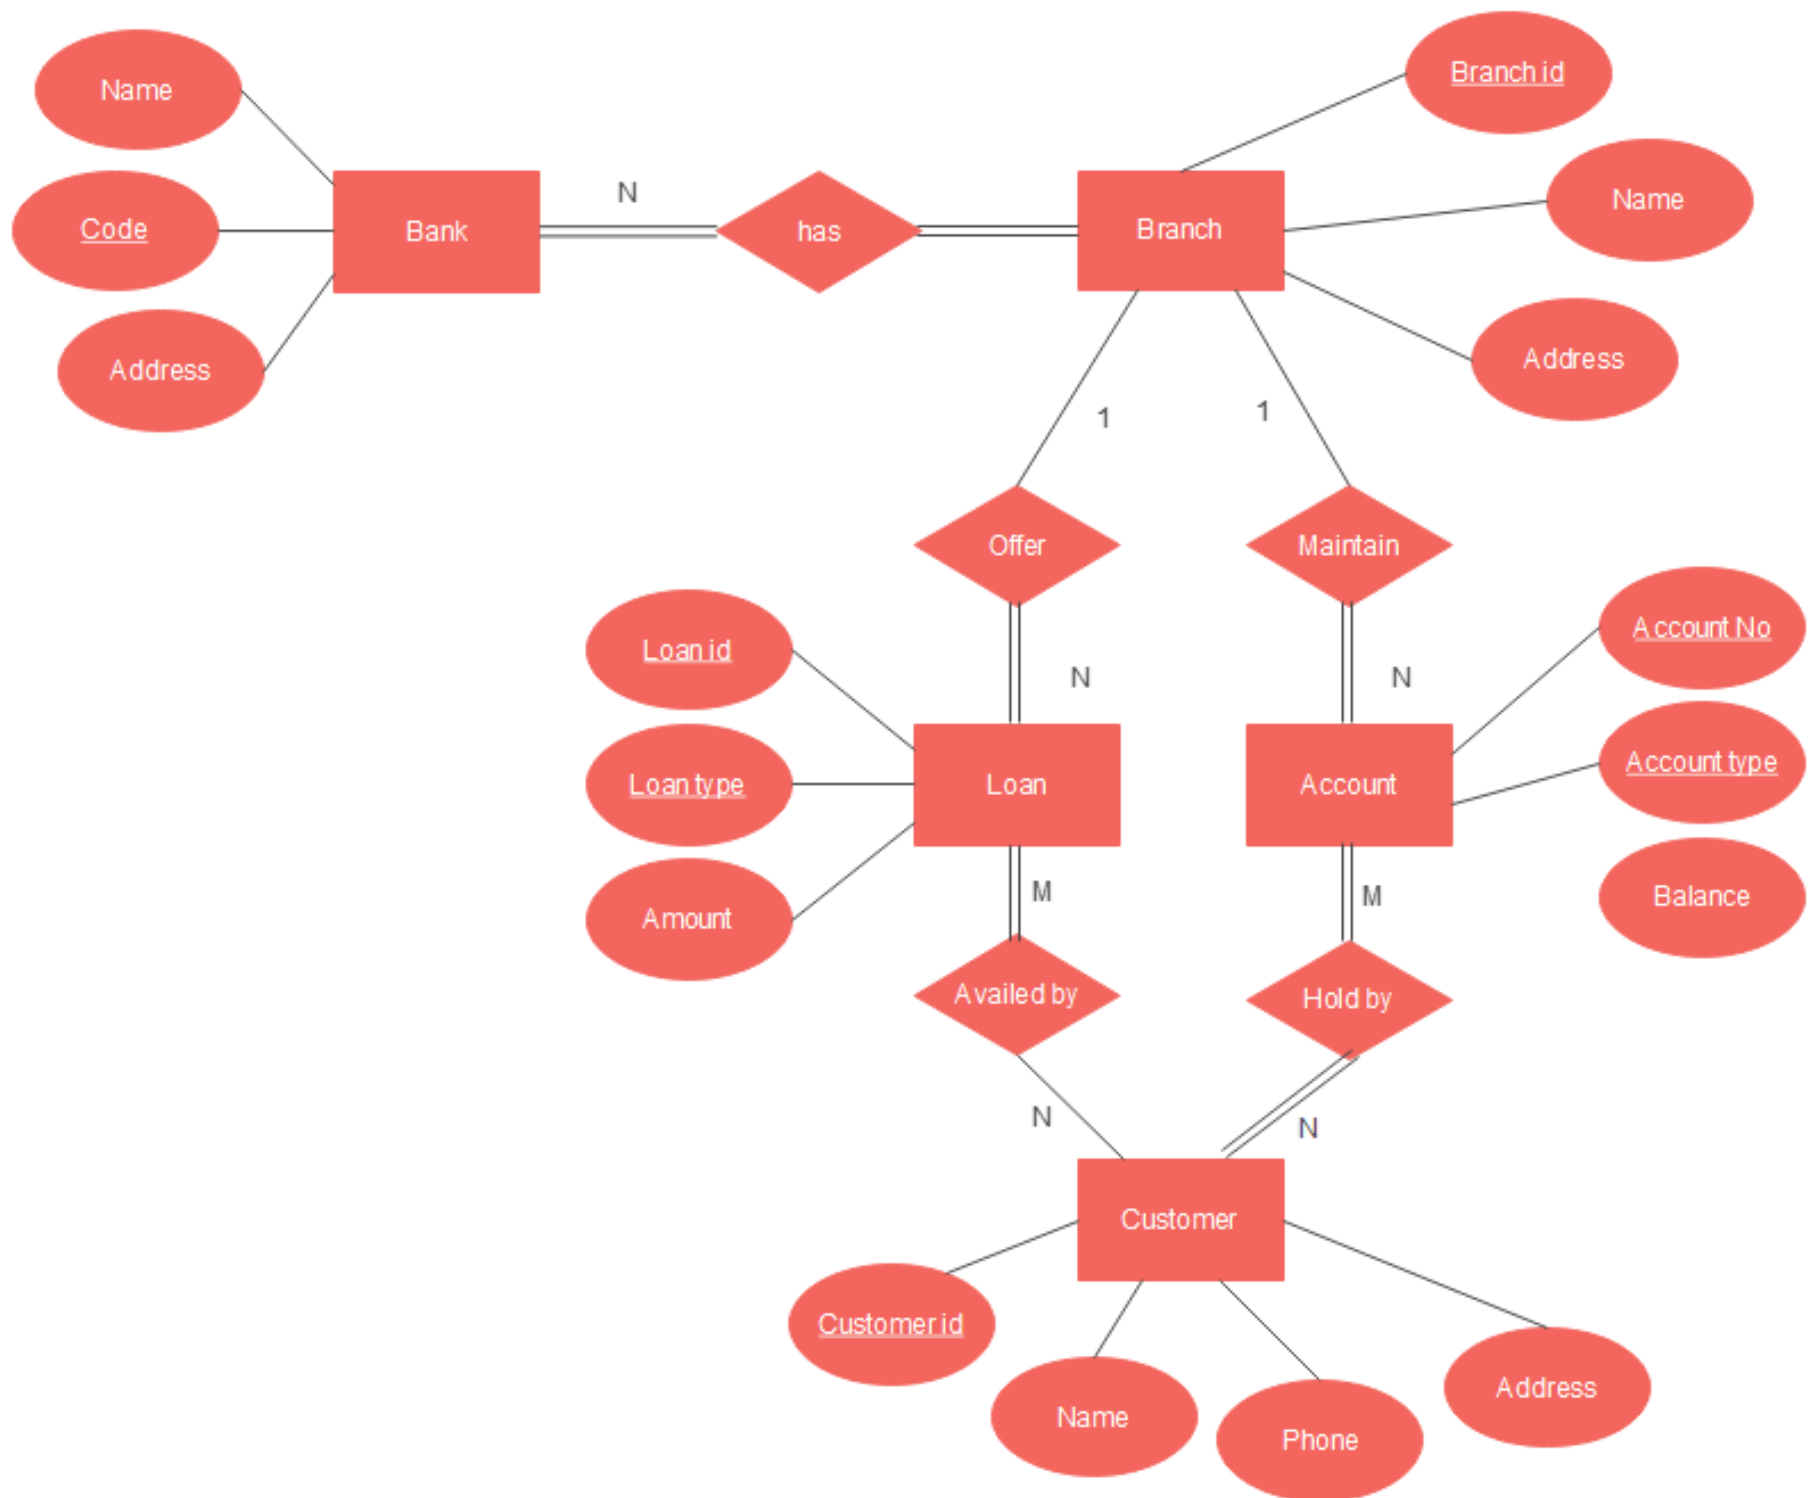 Branch id
Name
Name
Code
Bank
N
has
Branch
Address
Address
1
1
Offer
Maintain
Loan id
Account No
N
N
Loan type
Loan
Account
Account type
M
M
Balance
Amount
Availed by
Hold by
N
N
Customer
Customer id
Name
Phone
Address